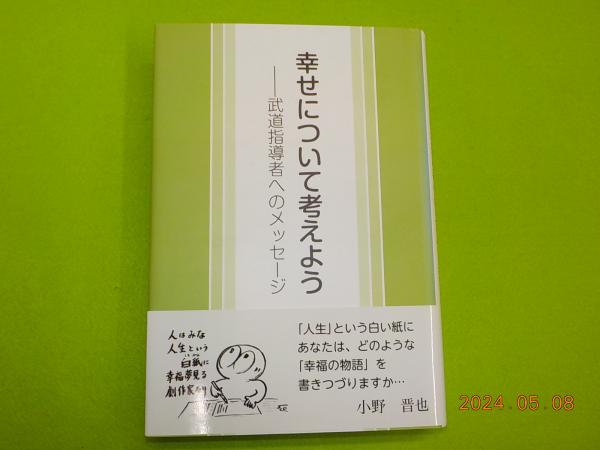 幸せについて考えよう
――武道指導者へのメッセージ
「人生」という白い紙に
あなたは、どのような
「幸福の物語」を
書きつづりますか…
小野 晋也
人はみな
人生という
白紙に
幸福夢見る
創作家なり
2024.05.08